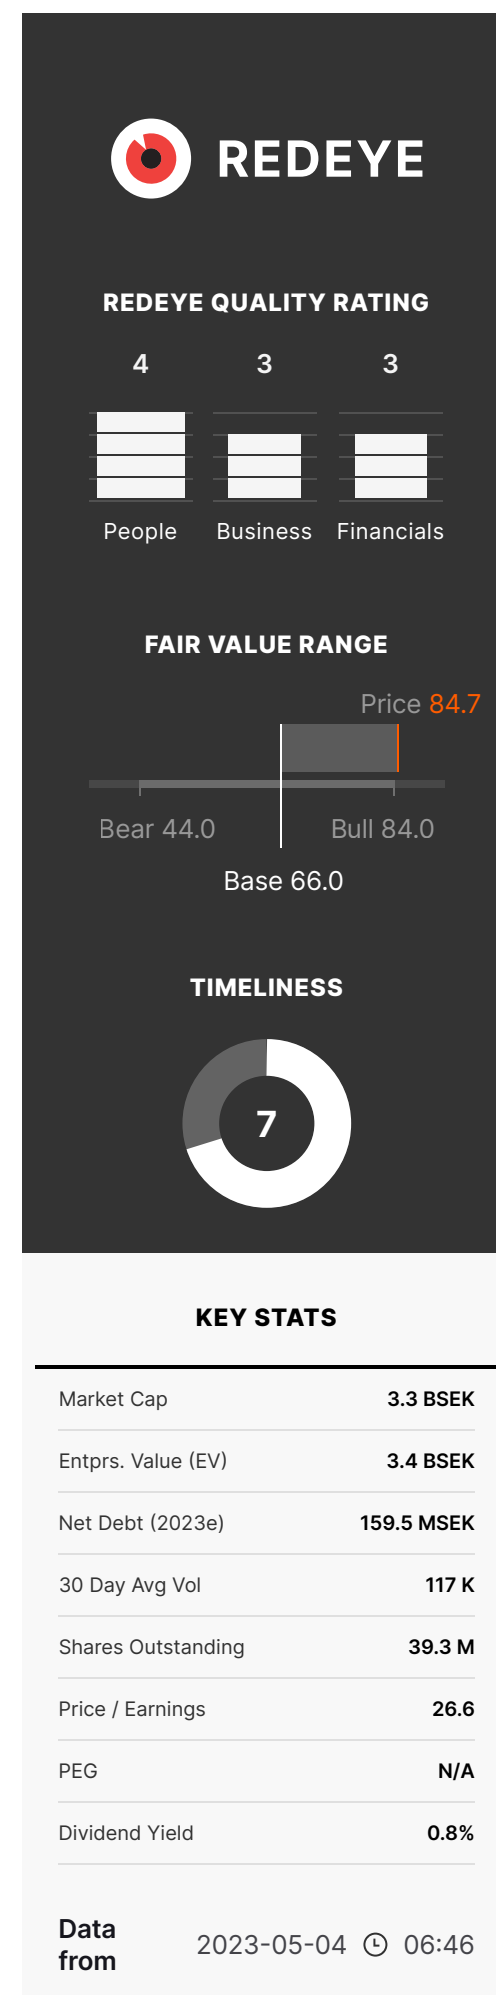 REDEYE
REDEYE QUALITY RATING
4 3 3
People Business Financials
FAIR VALUE RANGE
Price 84.7
Bear 44.0 Bull 84.0
Base 66.0
TIMELINESS
7
KEY STATS
Market Cap 3.3 BSEK
Entprs. Value (EV) 3.4 BSEK
Net Debt (2023e) 159.5 MSEK
30 Day Avg Vol 117 K
Shares Outstanding 39.3 M
Price / Earnings 26.6
PEG N/A
Dividend Yield 0.8%
Data from 2023-05-04 06:46